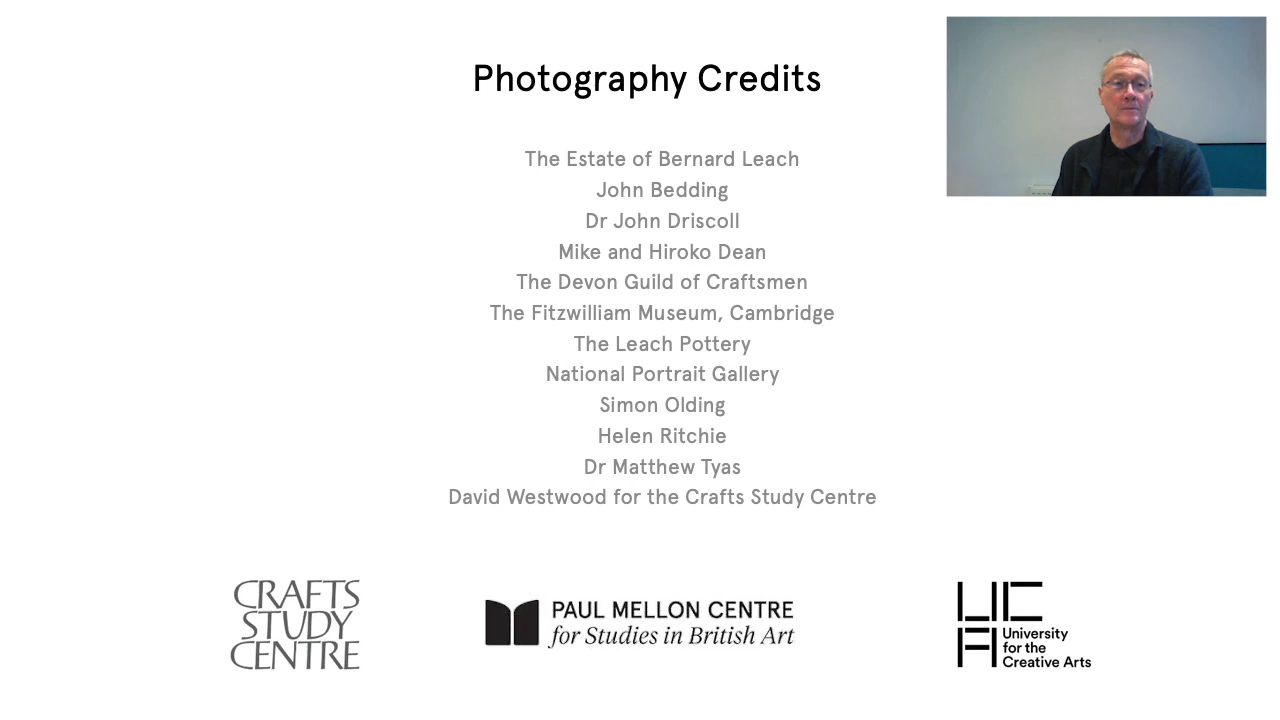 Photography Credits
The Estate of Bernard Leach
John Bedding
Dr John Driscoll
Mike and Hiroko Dean
The Devon Guild of Craftsmen
The Fitzwilliam Museum, Cambridge
The Leach Pottery
National Portrait Gallery
Simon Olding
Helen Ritchie
Dr Matthew Tyas
David Westwood for the Crafts Study Centre
CRAFTS
STUDY
CENTRE
PAUL MELLON CENTRE
for Studies in British Art
UC
A
University
for the
Creative Arts